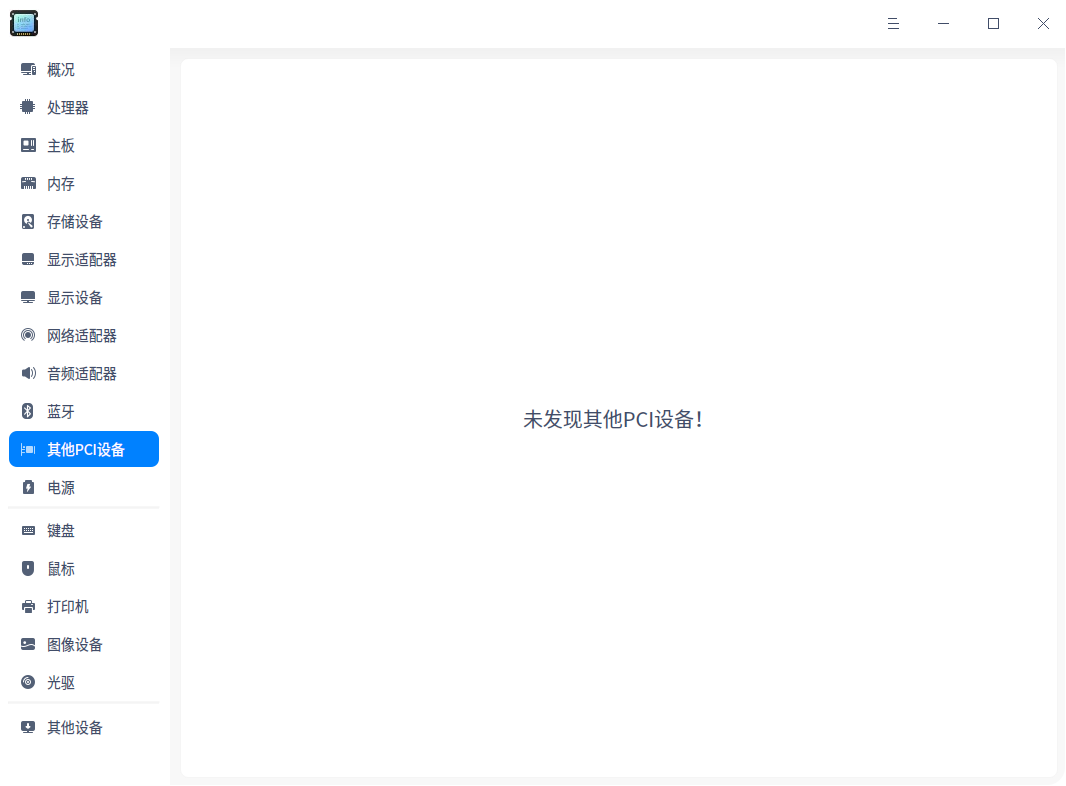 info
概况
处理器
主板
内存
存储设备
显示适配器
显示设备
网络适配器
音频适配器
蓝牙
其他PCI设备
电源
键盘
鼠标
打印机
图像设备
光驱
其他设备
未发现其他PCI设备！